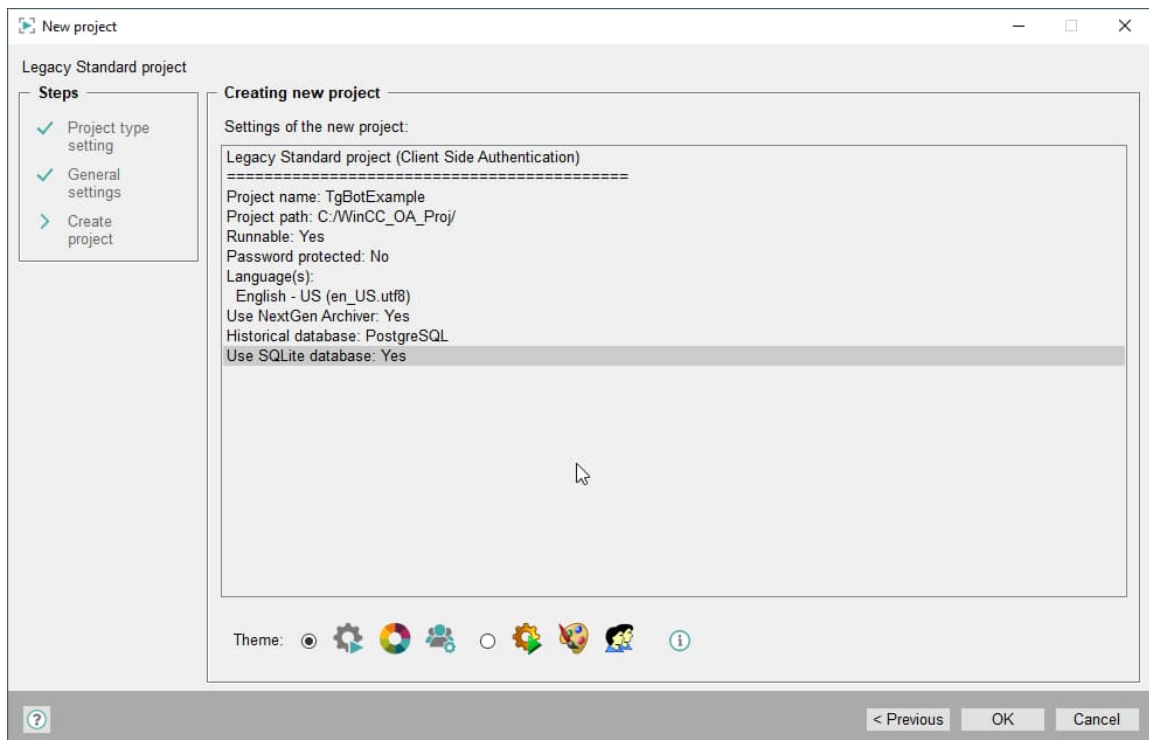 New project
Legacy Standard project
Steps
Project type
setting
General
settings
Create
project
Creating new project
Settings of the new project:
Legacy Standard project (Client Side Authentication)
===========================================
Project name: TgBotExample
Project path: C:/WinCC_OA_Proj/
Runnable: Yes
Password protected: No
Language(s):
English - US (en_US.utf8)
Use NextGen Archiver: Yes
Historical database: PostgreSQL
Use SQLite database: Yes
Theme:
< Previous
OK
Cancel